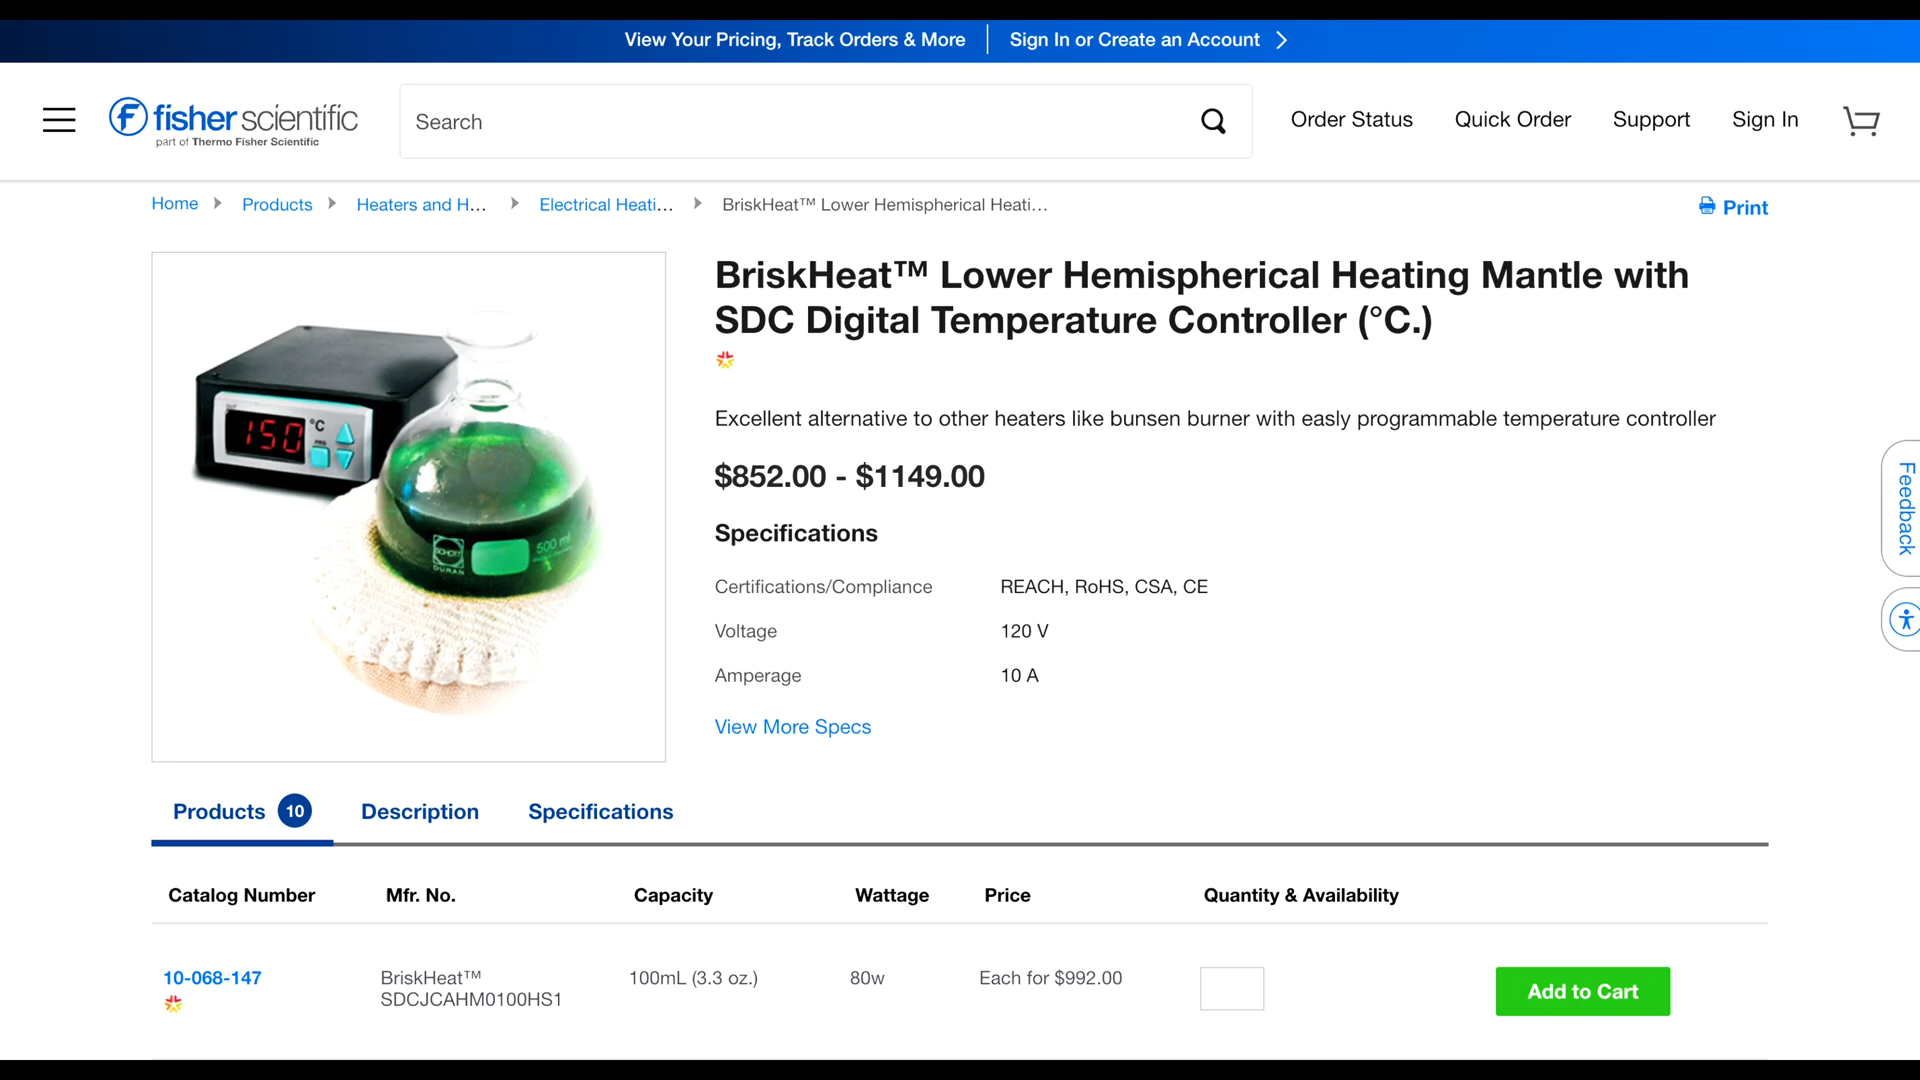 View Your Pricing, Track Orders & More
Sign In or Create an Account
fisher scientific
part of Thermo Fisher Scientific
Search
Order Status
Quick Order
Support
Sign In
Home
Products
Heaters and H...
Electrical Heati...
BriskHeat™ Lower Hemispherical Heati...
Print
150
°C
SCHOTT
DURAN
500 ml
BriskHeat™ Lower Hemispherical Heating Mantle with
SDC Digital Temperature Controller (°C.)
Excellent alternative to other heaters like bunsen burner with easly programmable temperature controller
$852.00 - $1149.00
Specifications
Certifications/Compliance REACH, RoHS, CSA, CE
Voltage 120 V
Amperage 10 A
View More Specs
Feedback
Products 10
Description
Specifications
Catalog Number Mfr. No. Capacity Wattage Price Quantity & Availability
10-068-147 BriskHeat™ 100mL (3.3 oz.) 80w Each for $992.00 Add to Cart
SDCJCAHM0100HS1